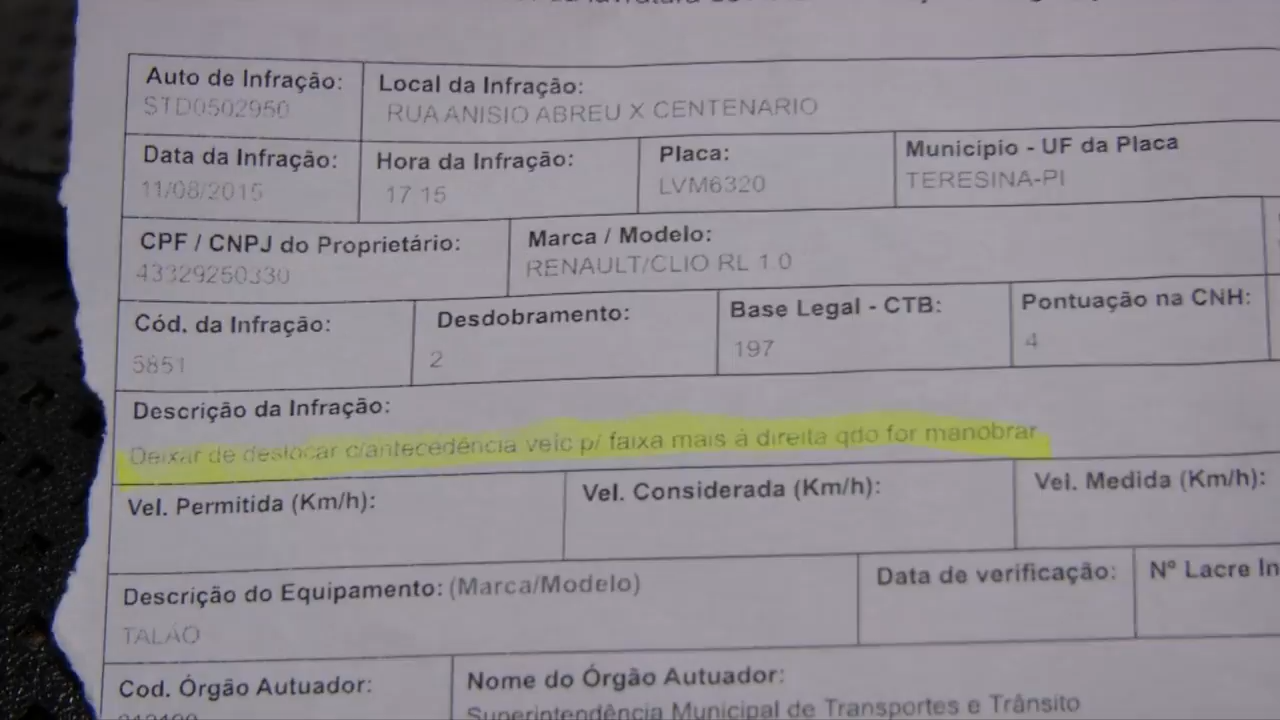 Auto de Infração: Local da Infração:
STD0502950 RUA ANISIO ABREU X CENTENARIO
Data da Infração: Hora da Infração: Placa: Município - UF da Placa
11/08/2015 17 15 LVM6320 TERESINA-PI
CPF / CNPJ do Proprietário: Marca / Modelo:
43329250330 RENAULT/CLIO RL 1.0
Cód. da Infração: Desdobramento: Base Legal - CTB: Pontuação na CNH:
5851 2 197 4
Descrição da Infração:
Deixar de deslocar c/antecedência veic p/ faixa mais à direita qdo for manobrar
Vel. Permitida (Km/h): Vel. Considerada (Km/h): Vel. Medida (Km/h):
Descrição do Equipamento: (Marca/Modelo) Data de verificação: Nº Lacre In
TALÃO
Cod. Órgão Autuador: Nome do Órgão Autuador:
Superintendência Municipal de Transportes e Trânsito